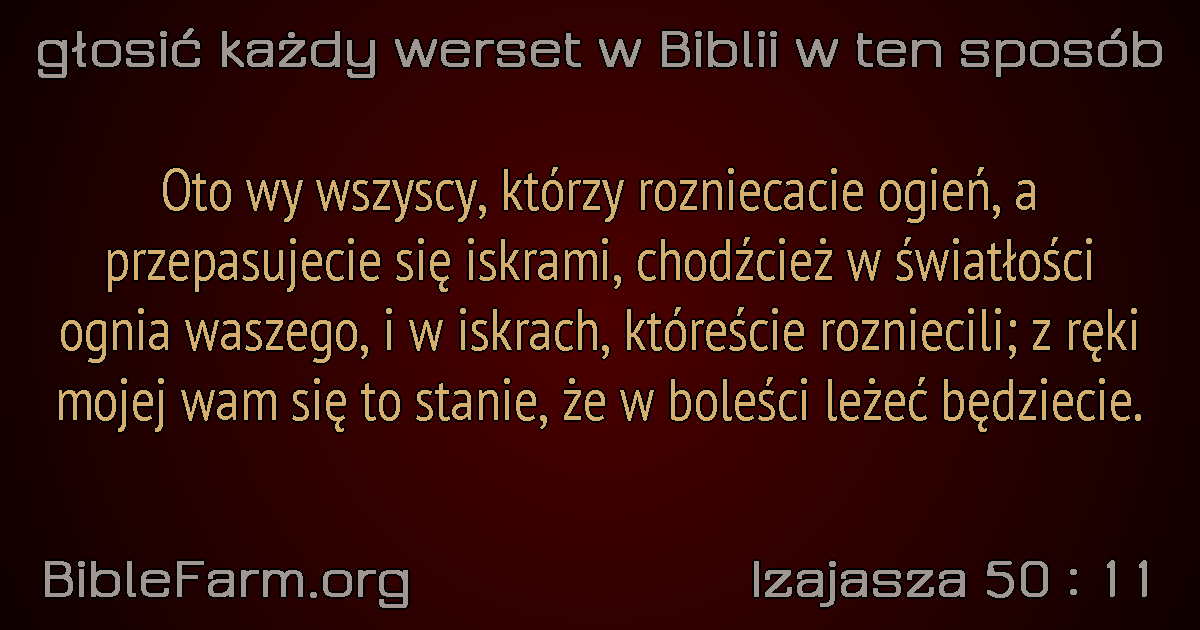 głosić każdy werset w Biblii w ten sposób
Oto wy wszyscy, którzy rozniecacie ogień, a
przepasujecie się iskrami, chodźcież w światłości
ognia waszego, i w iskrach, któreście rozniecili; z ręki
mojej wam się to stanie, że w boleści leżeć będziecie.
BibleFarm.org
Izajasza 50 : 11